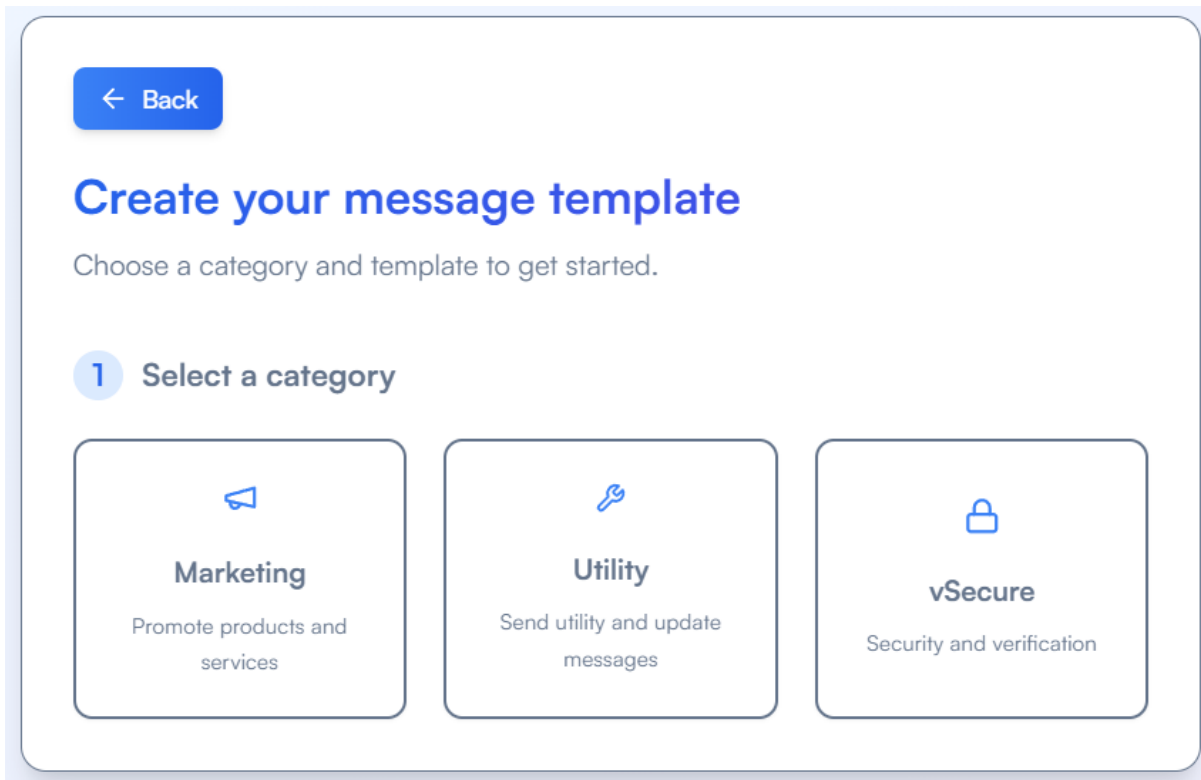 Back
Create your message template
Choose a category and template to get started.
1 Select a category
Marketing
Promote products and
services
Utility
Send utility and update
messages
vSecure
Security and verification